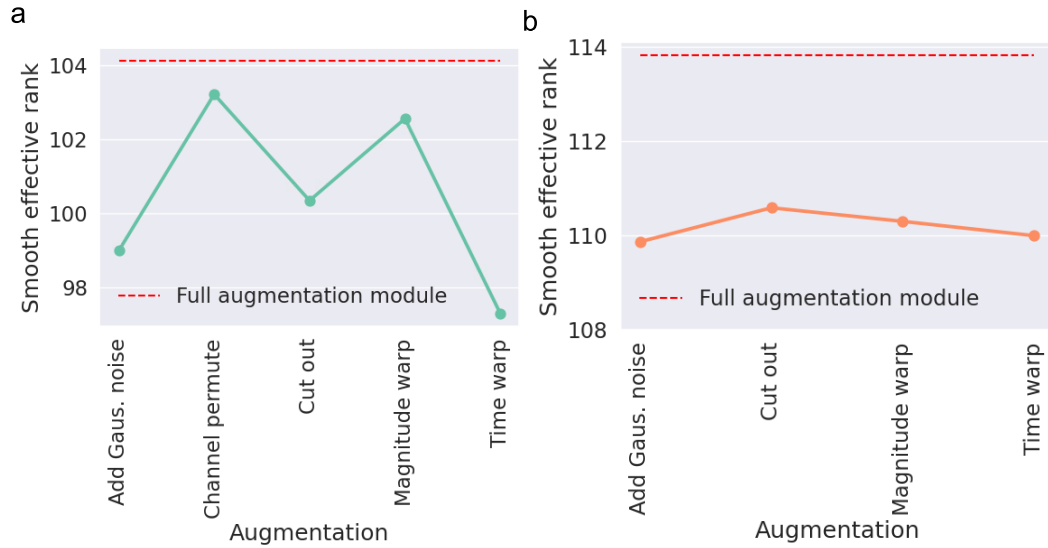 a
Smooth effective rank
104
102
100
98
Full augmentation module
Add Gaus. noise
Channel permute
Cut out
Magnitude warp
Time warp
Augmentation
b
Smooth effective rank
114
112
110
108
Full augmentation module
Add Gaus. noise
Cut out
Magnitude warp
Time warp
Augmentation